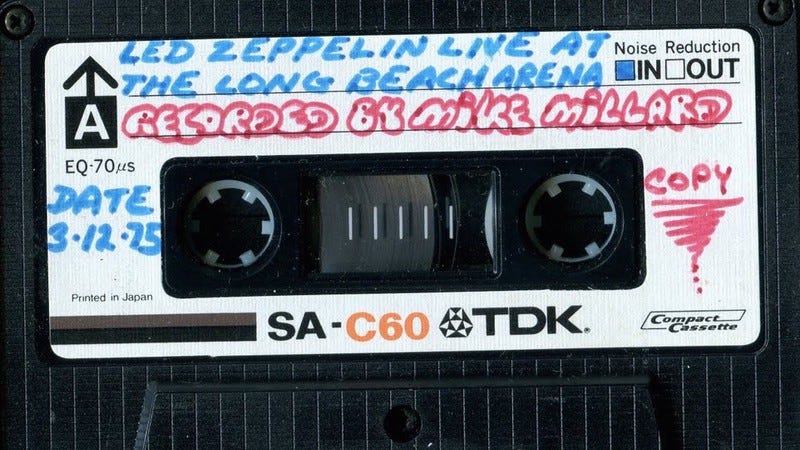 LED ZEPPELIN LIVE AT
THE LONG BEACH ARENA
RECORDED BY MIKE MILLARD
Noise Reduction
IN OUT
A
EQ-70μs
DATE
3-12-75
COPY
Printed in Japan
SA-C60 TDK®
Compact
Cassette